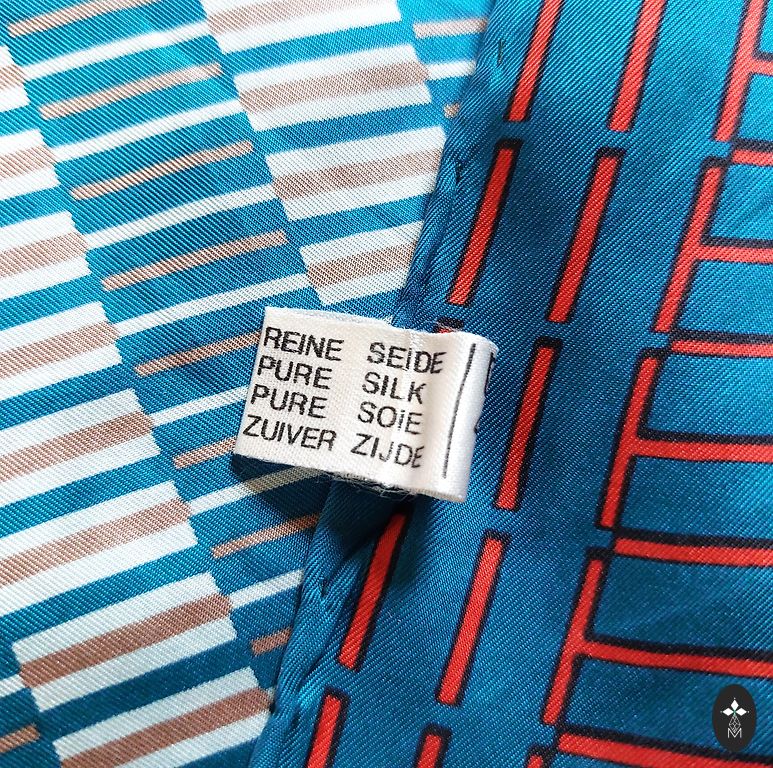 REINE SEIDE
PURE SILK
PURE SOIE
ZUIVER ZIJDE